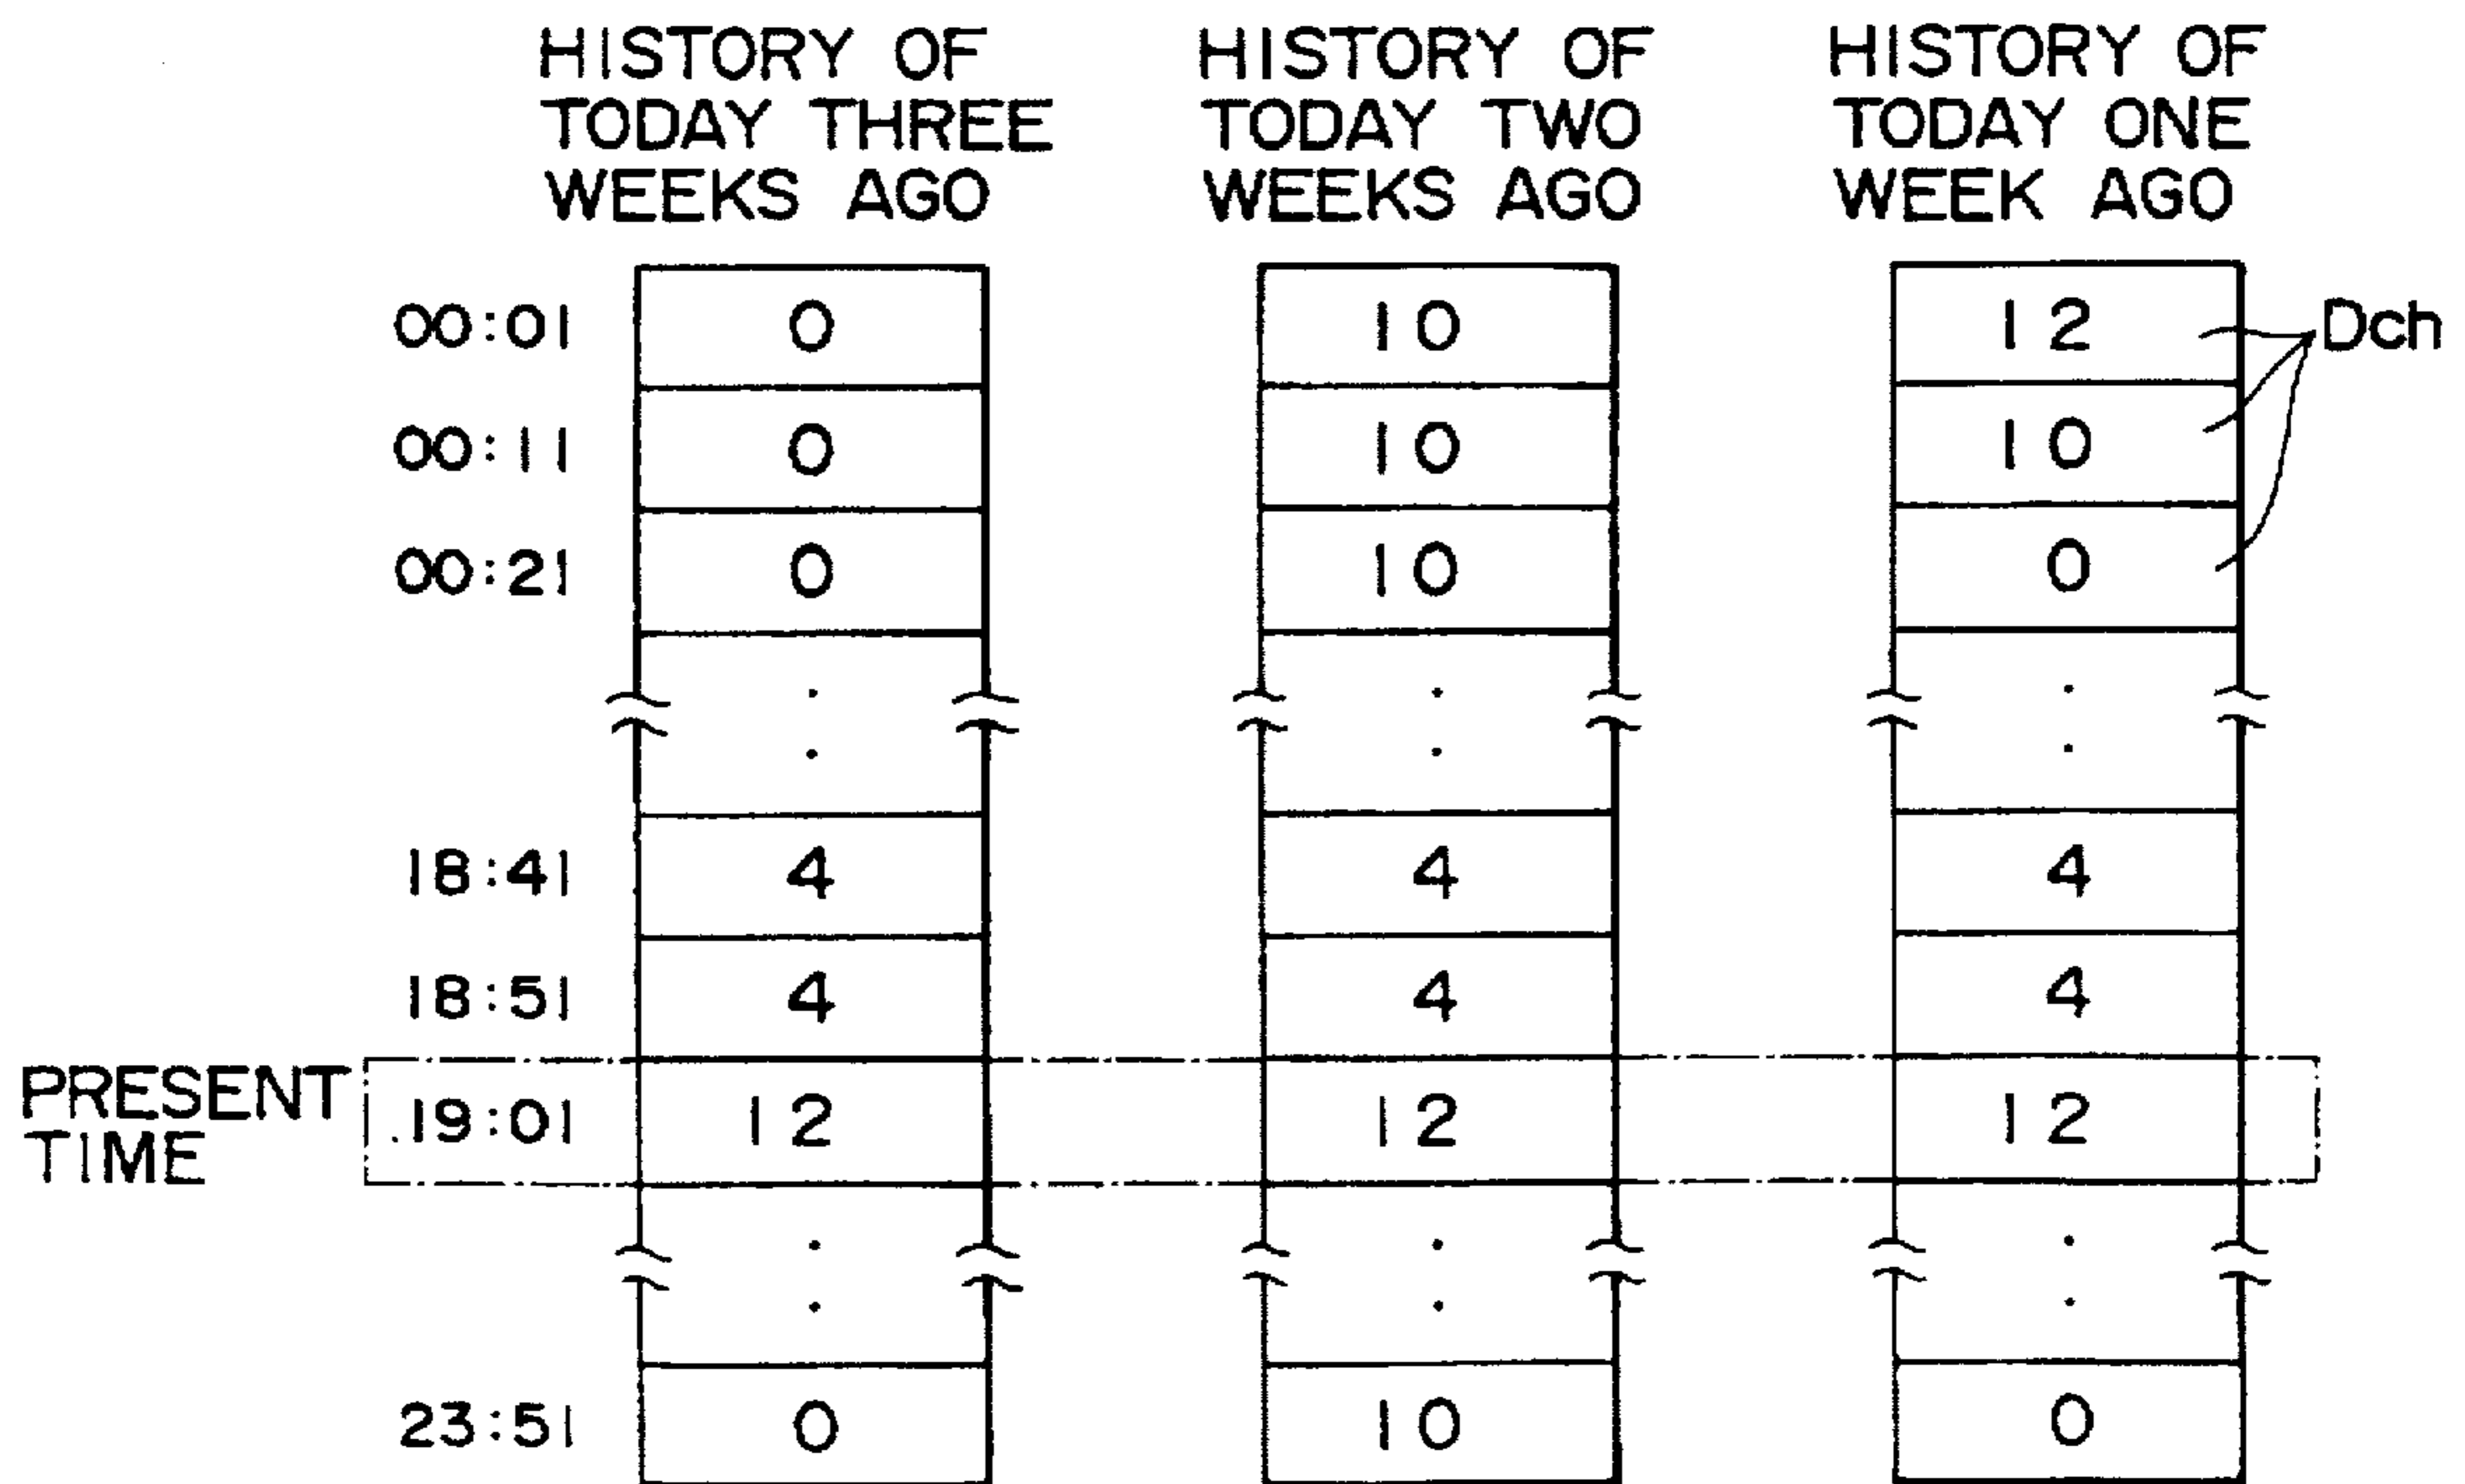 HISTORY OF TODAY THREE WEEKS AGO
HISTORY OF TODAY TWO WEEKS AGO
HISTORY OF TODAY ONE WEEK AGO
00:01 0 10 12 Dch
00:11 0 10 10
00:21 0 10 0
18:41 4 4 4
18:51 4 4 4
PRESENT TIME 19:01 12 12 12
23:51 0 10 0